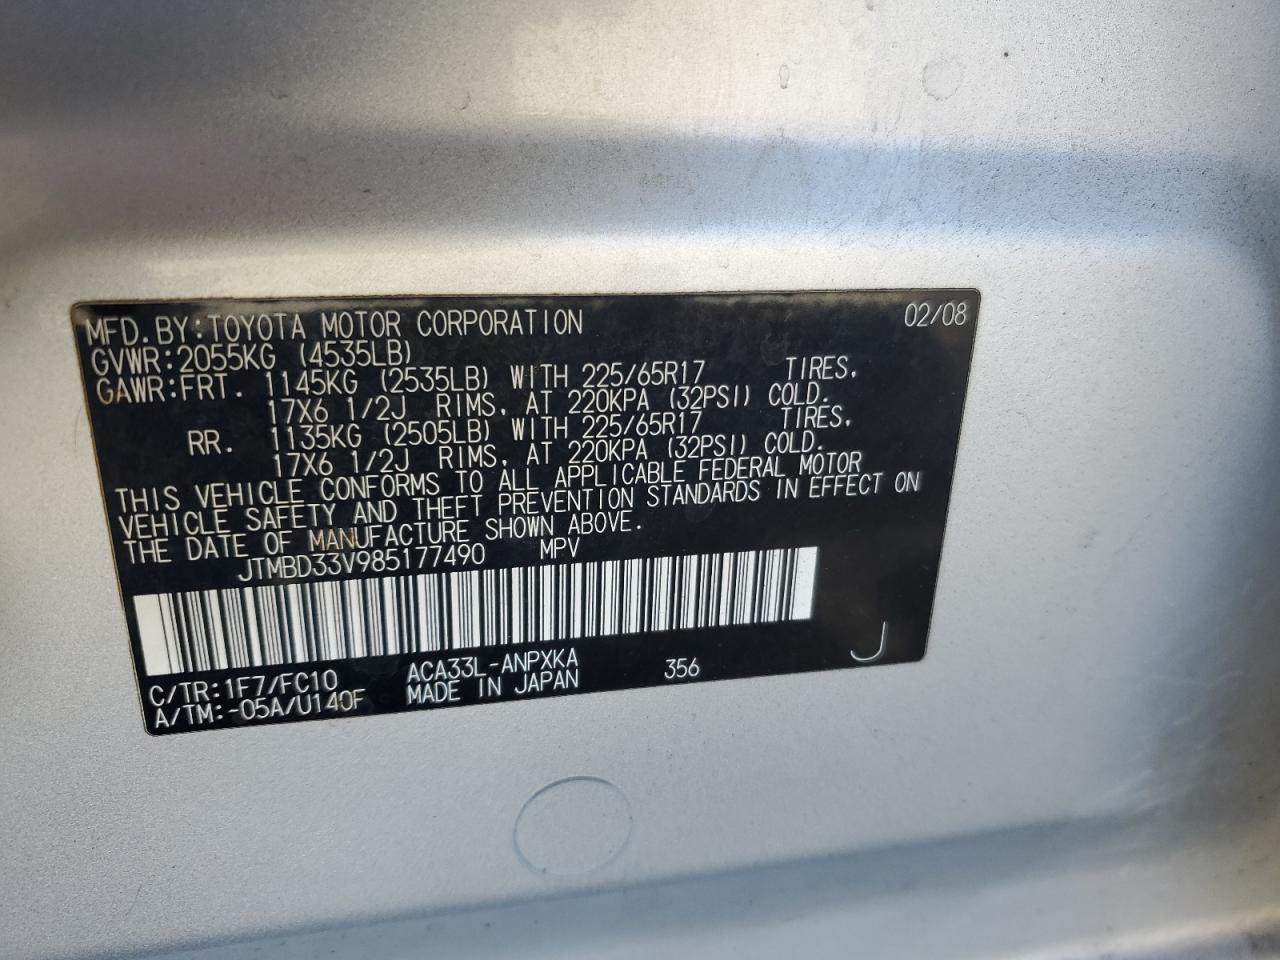 MFD.BY:TOYOTA MOTOR CORPORATION 02/08
GVWR:2055KG (4535LB)
GAWR:FRT. 1145KG (2535LB) WITH 225/65R17 TIRES,
17X6 1/2J RIMS, AT 220KPA (32PSI) COLD.
RR. 1135KG (2505LB) WITH 225/65R17 TIRES,
17X6 1/2J RIMS, AT 220KPA (32PSI) COLD.
THIS VEHICLE CONFORMS TO ALL APPLICABLE FEDERAL MOTOR
VEHICLE SAFETY AND THEFT PREVENTION STANDARDS IN EFFECT ON
THE DATE OF MANUFACTURE SHOWN ABOVE.
JTMBD33V985177490 MPV
C/TR:1F7/FC10 ACA33L-ANPXKA 356 J
A/TM:-05A/U140F MADE IN JAPAN